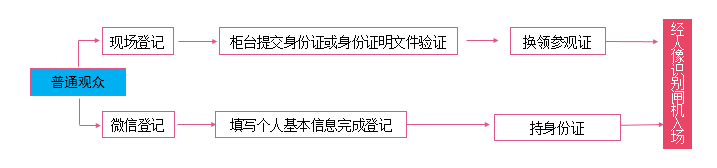 现场登记
柜台提交身份证或身份证明文件验证
换领参观证
普通观众
微信登记
填写个人基本信息完成登记
持身份证
经人像识别闸机入场